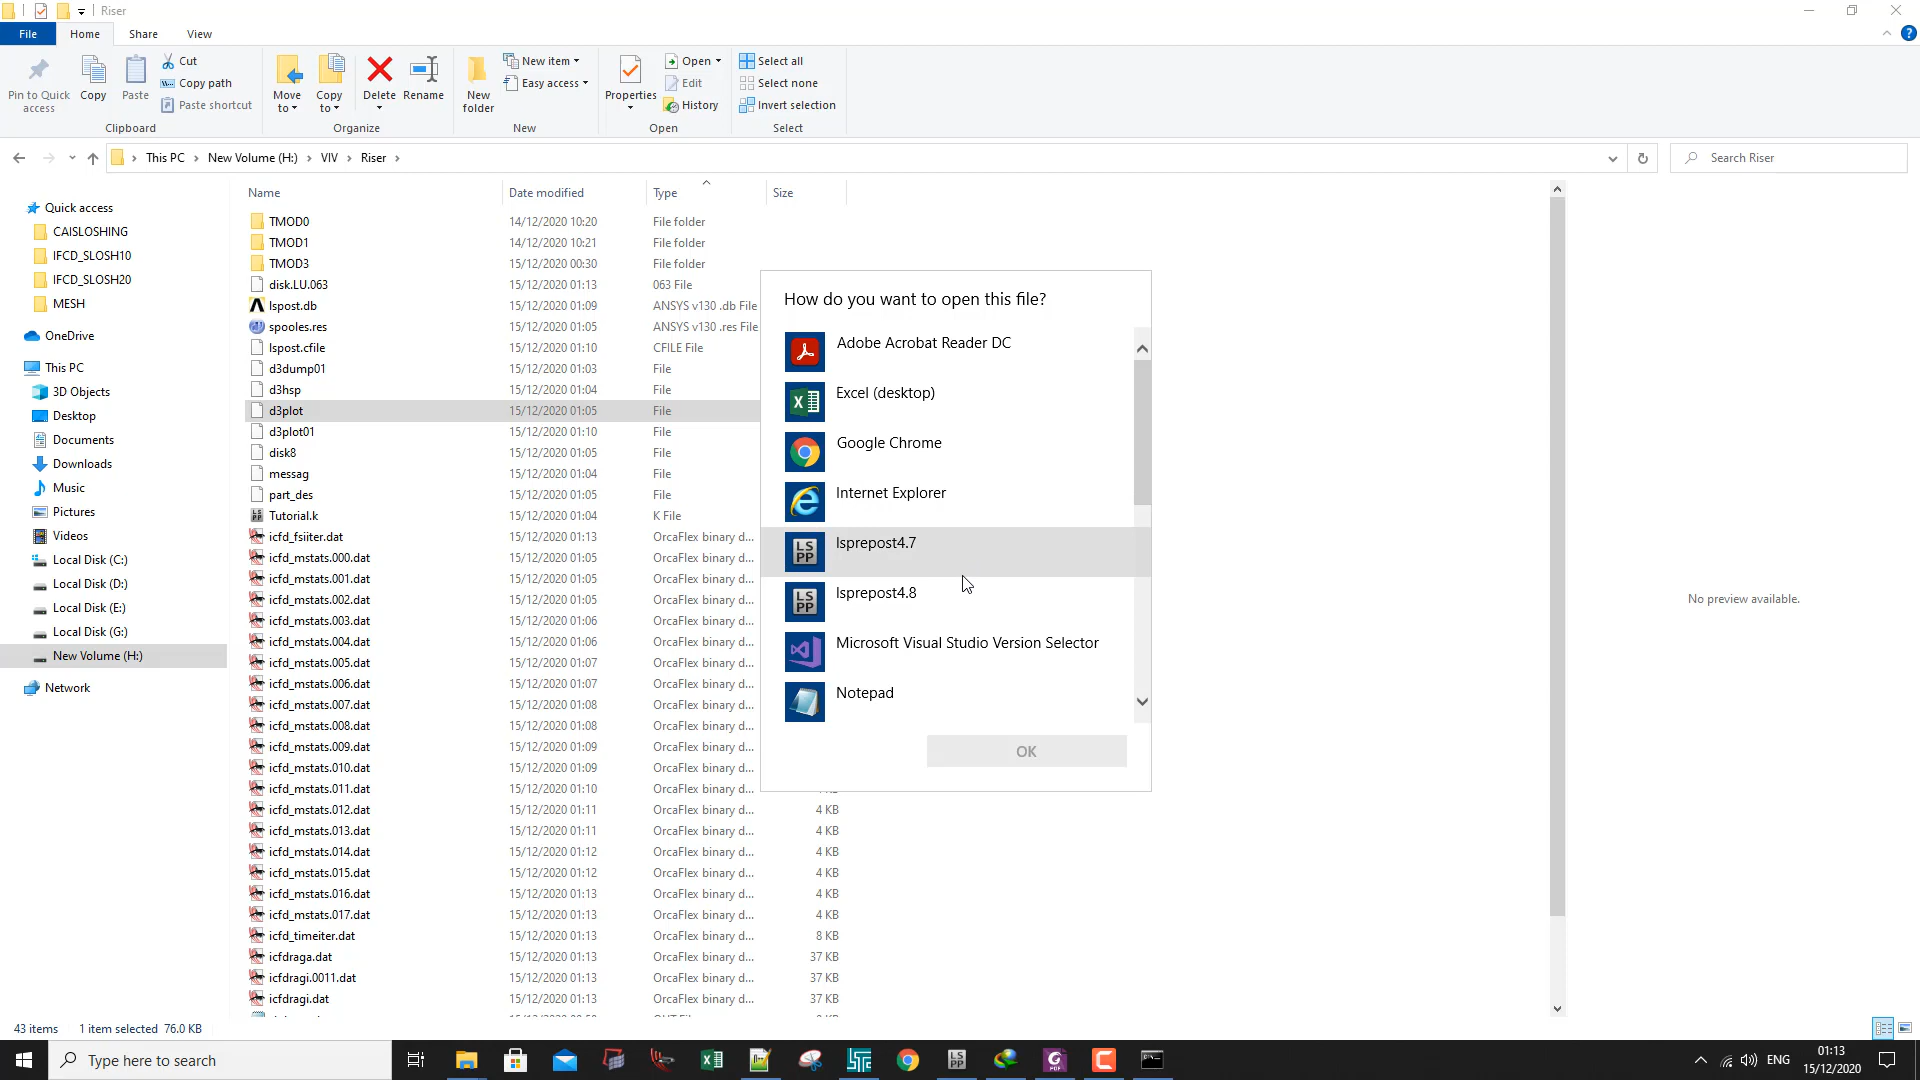 Riser
File Home Share View
Pin to Quick access
Copy
Paste
Cut
Copy path
Paste shortcut
Clipboard
Move to
Copy to
Delete
Rename
Organize
New folder
New item
Easy access
New
Properties
Open
Edit
History
Open
Select all
Select none
Invert selection
Select
This PC New Volume (H:) VIV Riser
Search Riser
Quick access
CAISLOSHING
IFCD_SLOSH10
IFCD_SLOSH20
MESH
OneDrive
This PC
3D Objects
Desktop
Documents
Downloads
Music
Pictures
Videos
Local Disk (C:)
Local Disk (D:)
Local Disk (E:)
Local Disk (G:)
New Volume (H:)
Network
Name Date modified Type Size
TMOD0 14/12/2020 10:20 File folder
TMOD1 14/12/2020 10:21 File folder
TMOD3 15/12/2020 00:30 File folder
disk.LU.063 15/12/2020 01:13 063 File
lspost.db 15/12/2020 01:09 ANSYS v130 .db File
spooles.res 15/12/2020 01:05 ANSYS v130 .res File
lspost.cfile 15/12/2020 01:10 CFILE File
d3dump01 15/12/2020 01:03 File
d3hsp 15/12/2020 01:04 File
d3plot 15/12/2020 01:05 File
d3plot01 15/12/2020 01:10 File
disk8 15/12/2020 01:05 File
messag 15/12/2020 01:04 File
part_des 15/12/2020 01:05 File
Tutorial.k 15/12/2020 01:04 K File
icfd_fsiiter.dat 15/12/2020 01:13 OrcaFlex binary d...
icfd_mstats.000.dat 15/12/2020 01:05 OrcaFlex binary d...
icfd_mstats.001.dat 15/12/2020 01:05 OrcaFlex binary d...
icfd_mstats.002.dat 15/12/2020 01:05 OrcaFlex binary d...
icfd_mstats.003.dat 15/12/2020 01:06 OrcaFlex binary d...
icfd_mstats.004.dat 15/12/2020 01:06 OrcaFlex binary d...
icfd_mstats.005.dat 15/12/2020 01:07 OrcaFlex binary d...
icfd_mstats.006.dat 15/12/2020 01:07 OrcaFlex binary d...
icfd_mstats.007.dat 15/12/2020 01:08 OrcaFlex binary d...
icfd_mstats.008.dat 15/12/2020 01:08 OrcaFlex binary d...
icfd_mstats.009.dat 15/12/2020 01:09 OrcaFlex binary d...
icfd_mstats.010.dat 15/12/2020 01:09 OrcaFlex binary d...
icfd_mstats.011.dat 15/12/2020 01:10 OrcaFlex binary d...
icfd_mstats.012.dat 15/12/2020 01:11 OrcaFlex binary d... 4 KB
icfd_mstats.013.dat 15/12/2020 01:11 OrcaFlex binary d... 4 KB
icfd_mstats.014.dat 15/12/2020 01:12 OrcaFlex binary d... 4 KB
icfd_mstats.015.dat 15/12/2020 01:12 OrcaFlex binary d... 4 KB
icfd_mstats.016.dat 15/12/2020 01:13 OrcaFlex binary d... 4 KB
icfd_mstats.017.dat 15/12/2020 01:13 OrcaFlex binary d... 4 KB
icfd_timeiter.dat 15/12/2020 01:13 OrcaFlex binary d... 8 KB
icfdraga.dat 15/12/2020 01:13 OrcaFlex binary d... 37 KB
icfdragi.0011.dat 15/12/2020 01:13 OrcaFlex binary d... 37 KB
icfdragi.dat 15/12/2020 01:13 OrcaFlex binary d... 37 KB
How do you want to open this file?
Adobe Acrobat Reader DC
Excel (desktop)
Google Chrome
Internet Explorer
LS PP lsprepost4.7
LS PP lsprepost4.8
Microsoft Visual Studio Version Selector
Notepad
OK
No preview available.
43 items 1 item selected 76.0 KB
Type here to search
ENG
01:13
15/12/2020